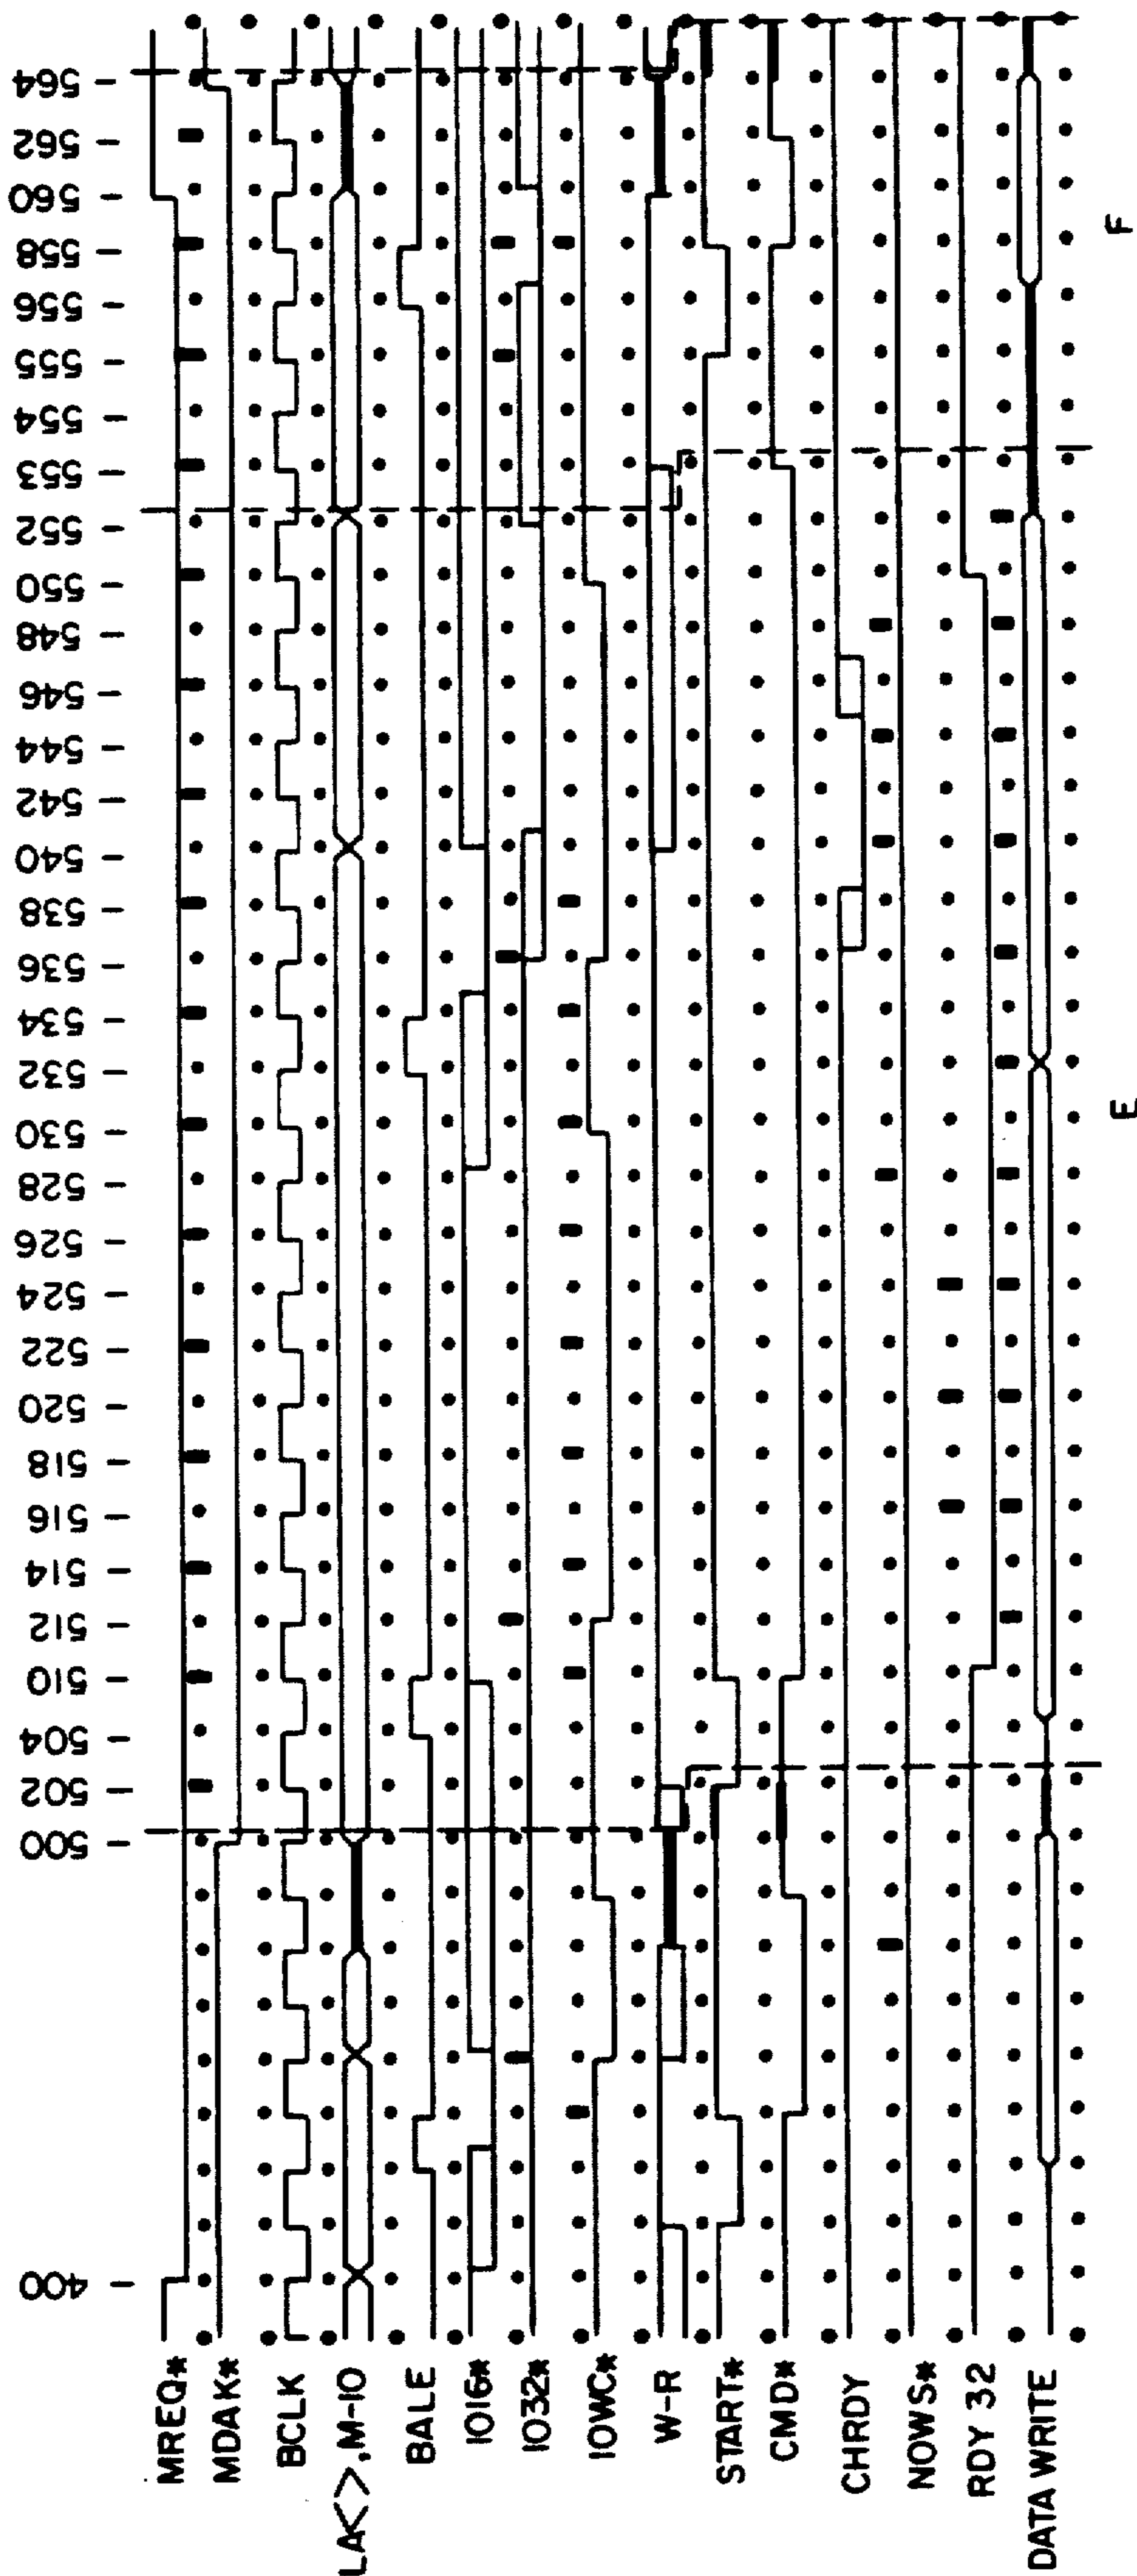 400 500 502 504 510 512 514 516 518 520 522 524 526 528 530 532 534 536 538 540 542 544 546 548 550 552 553 554 555 556 558 560 562 564
MREQ*
MDAK*
BCLK
LA<>,M-IO
BALE
IO16*
IO32*
IOWC*
W-R
START*
CMD*
CHRDY
NOWS*
RDY 32
DATA WRITE
E F